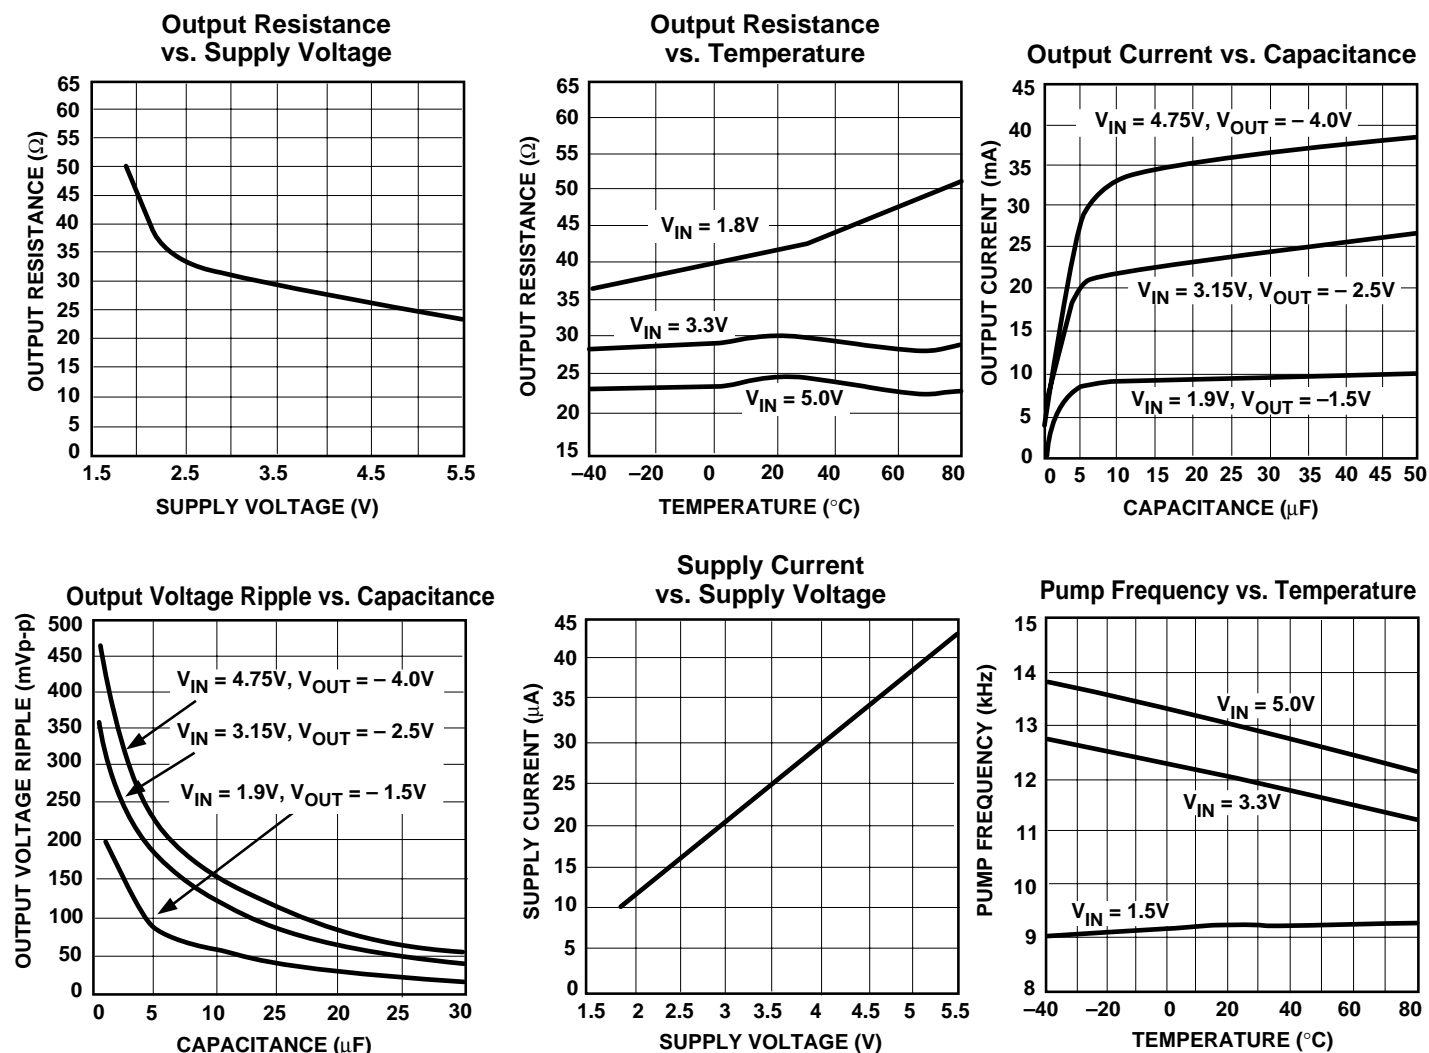 Output Resistance
vs. Supply Voltage
65
60
55
50
45
40
35
30
25
20
15
10
5
0
OUTPUT RESISTANCE (Ω)
1.5 2.5 3.5 4.5 5.5
SUPPLY VOLTAGE (V)
Output Resistance
vs. Temperature
65
60
55
50
45
40
35
30
25
20
15
OUTPUT RESISTANCE (Ω)
VIN = 1.8V
VIN = 3.3V
VIN = 5.0V
–40 –20 0 20 40 60 80
TEMPERATURE (°C)
Output Current vs. Capacitance
45
40
35
30
25
20
15
10
5
0
OUTPUT CURRENT (mA)
VIN = 4.75V, VOUT = – 4.0V
VIN = 3.15V, VOUT = – 2.5V
VIN = 1.9V, VOUT = –1.5V
0 5 10 15 20 25 30 35 40 45 50
CAPACITANCE (µF)
Output Voltage Ripple vs. Capacitance
500
450
400
350
300
250
200
150
100
50
0
OUTPUT VOLTAGE RIPPLE (mVp-p)
VIN = 4.75V, VOUT = – 4.0V
VIN = 3.15V, VOUT = – 2.5V
VIN = 1.9V, VOUT = – 1.5V
0 5 10 15 20 25 30
CAPACITANCE (µF)
Supply Current
vs. Supply Voltage
45
40
35
30
25
20
15
10
5
0
SUPPLY CURRENT (µA)
1.5 2 2.5 3 3.5 4 4.5 5 5.5
SUPPLY VOLTAGE (V)
Pump Frequency vs. Temperature
15
14
13
12
11
10
9
8
PUMP FREQUENCY (kHz)
VIN = 5.0V
VIN = 3.3V
VIN = 1.5V
–40 –20 0 20 40 60 80
TEMPERATURE (°C)